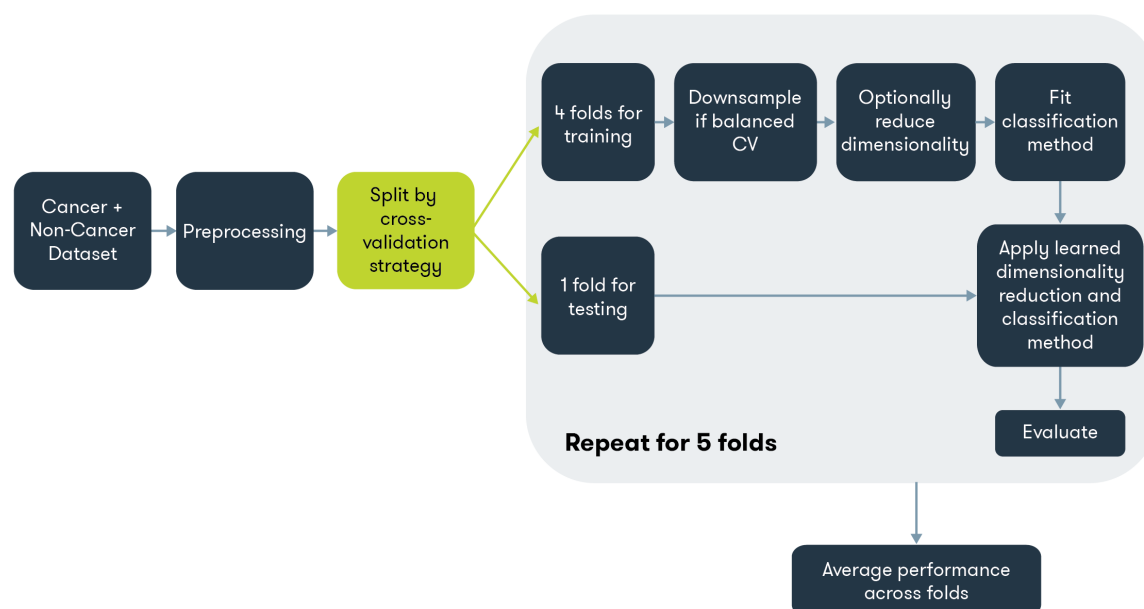 Cancer +
Non-Cancer
Dataset
Preprocessing
Split by
cross-
validation
strategy
4 folds for
training
Downsample
if balanced
CV
Optionally
reduce
dimensionality
Fit
classification
method
1 fold for
testing
Apply learned
dimensionality
reduction and
classification
method
Evaluate
Repeat for 5 folds
Average performance
across folds